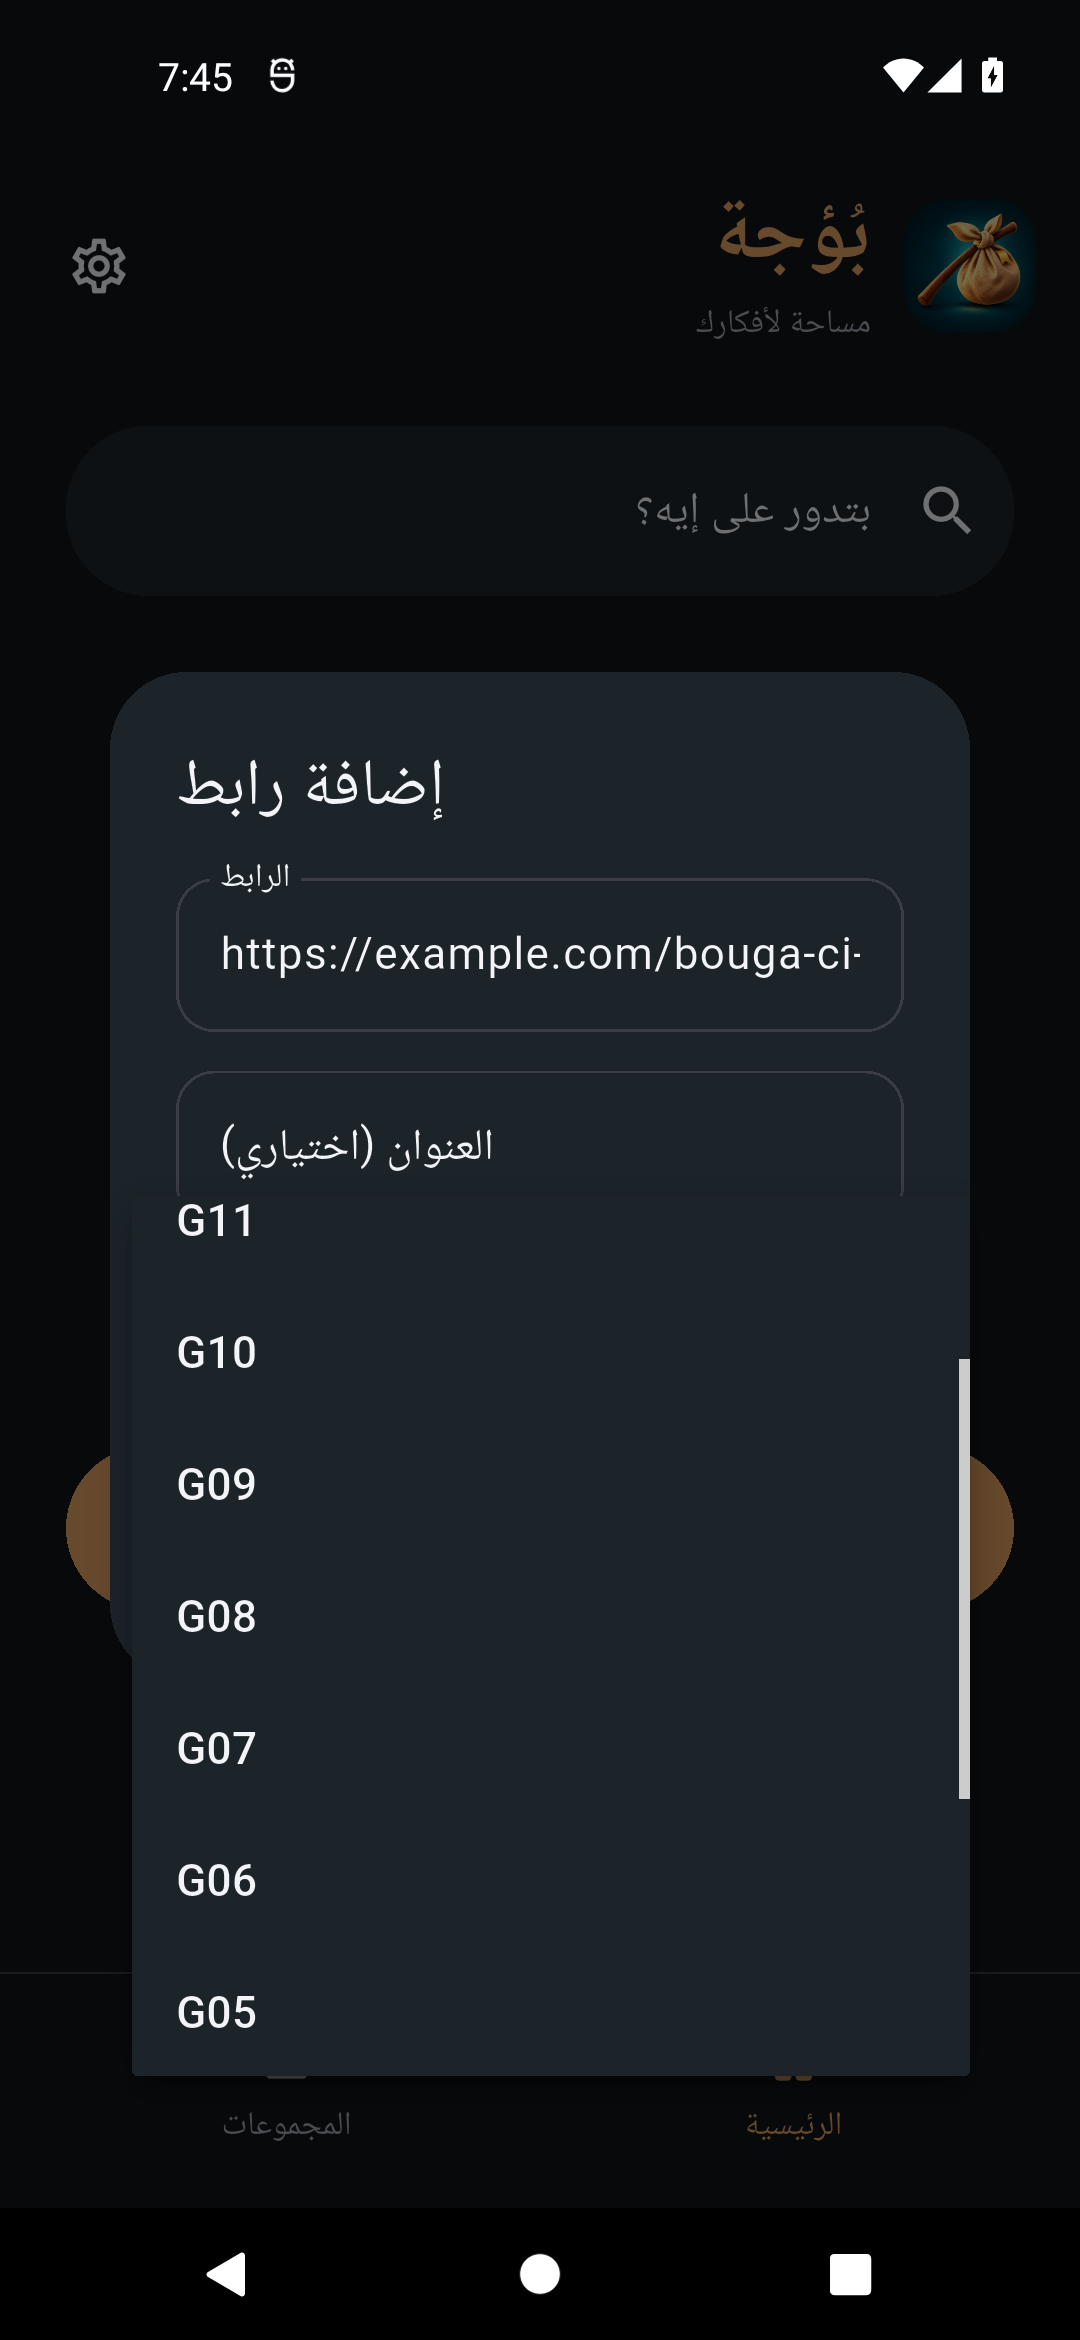 7:45
بُؤجة
مساحة لأفكارك
بتدور على إيه؟
إضافة رابط
الرابط
https://example.com/bouga-ci-
العنوان (اختياري)
G11
G10
G09
G08
G07
G06
G05
الرئيسية
المجموعات